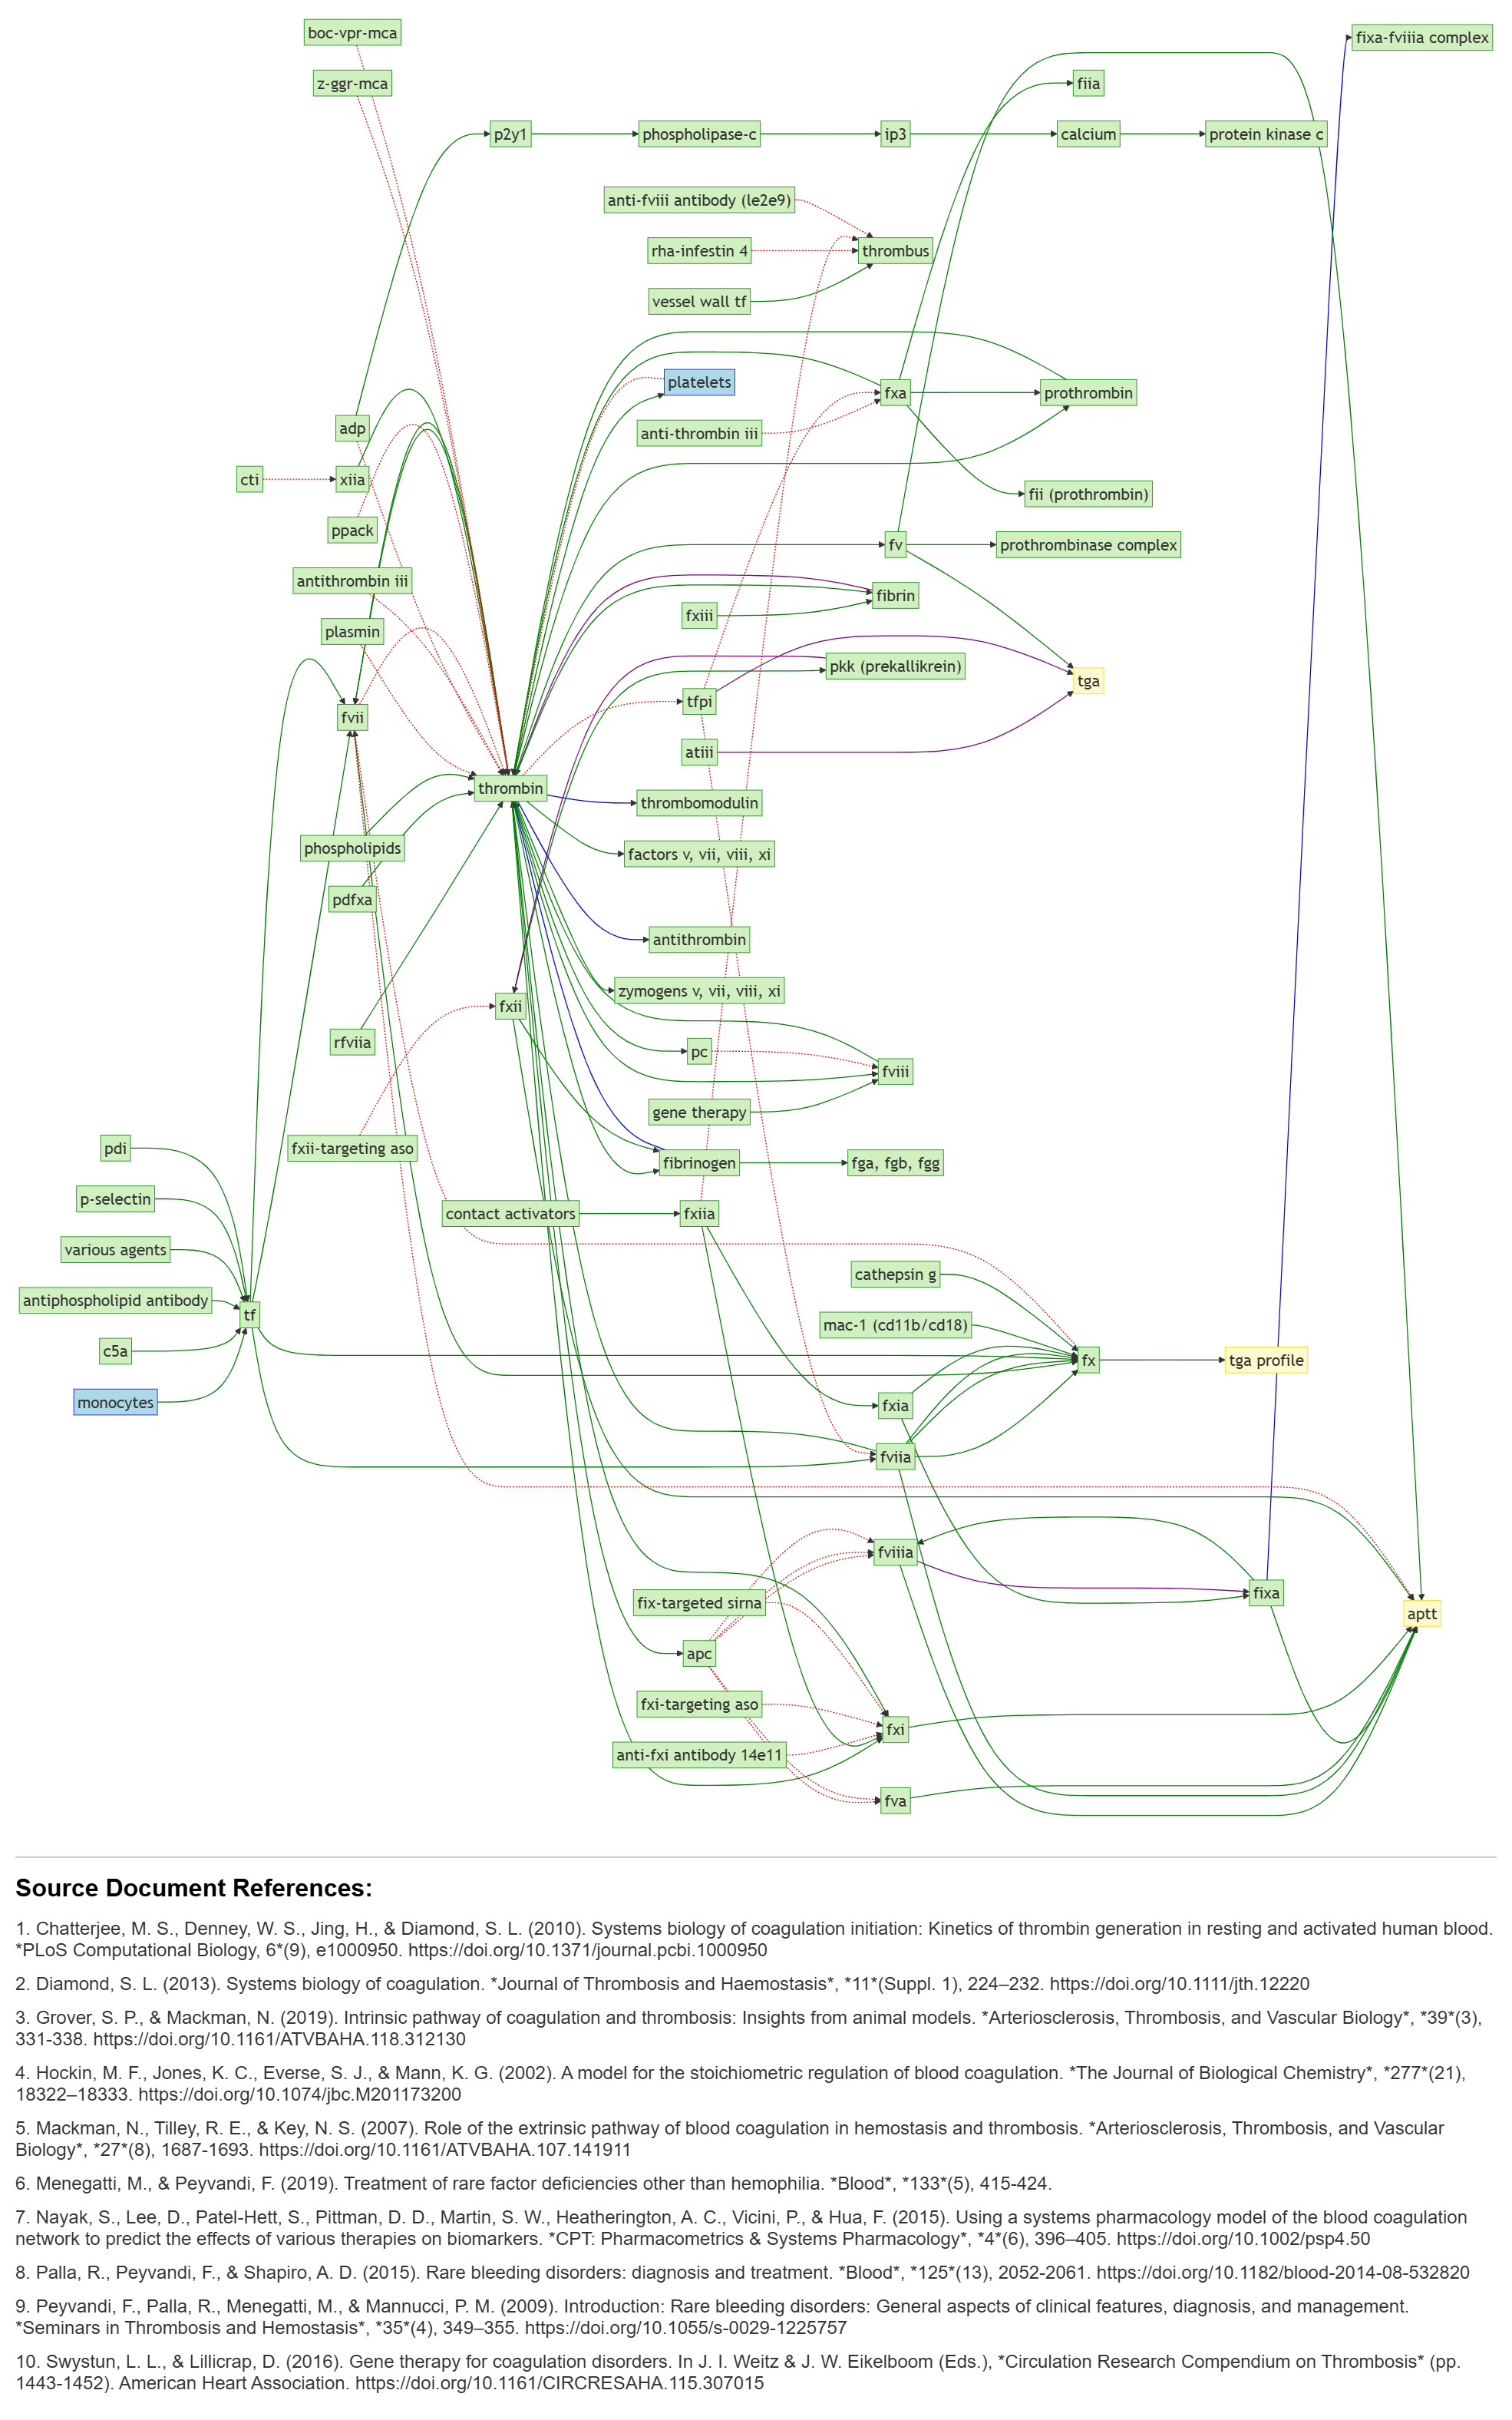 boc-vpr-mca
fixa-fviiia complex
z-ggr-mca
fiia
p2y1
phospholipase-c
ip3
calcium
protein kinase c
anti-fviii antibody (le2e9)
rha-infestin 4
thrombus
vessel wall tf
platelets
fxa
prothrombin
adp
anti-thrombin iii
cti
xiia
fii (prothrombin)
ppack
fv
prothrombinase complex
antithrombin iii
fibrin
fxiii
plasmin
pkk (prekallikrein)
tga
tfpi
fvii
atiii
thrombin
thrombomodulin
phospholipids
factors v, vii, viii, xi
pdfxa
antithrombin
zymogens v, vii, viii, xi
fxii
rfviia
pc
fviii
gene therapy
pdi
fxii-targeting aso
fibrinogen
fga, fgb, fgg
p-selectin
contact activators
fxiia
various agents
cathepsin g
antiphospholipid antibody
tf
mac-1 (cd11b/cd18)
c5a
fx
tga profile
monocytes
fxia
fviia
fviiia
fix-targeted sirna
fixa
aptt
apc
fxi-targeting aso
fxi
anti-fxi antibody 14e11
fva
Source Document References:
1. Chatterjee, M. S., Denney, W. S., Jing, H., & Diamond, S. L. (2010). Systems biology of coagulation initiation: Kinetics of thrombin generation in resting and activated human blood.
*PLoS Computational Biology, 6*(9), e1000950. https://doi.org/10.1371/journal.pcbi.1000950
2. Diamond, S. L. (2013). Systems biology of coagulation. *Journal of Thrombosis and Haemostasis*, *11*(Suppl. 1), 224–232. https://doi.org/10.1111/jth.12220
3. Grover, S. P., & Mackman, N. (2019). Intrinsic pathway of coagulation and thrombosis: Insights from animal models. *Arteriosclerosis, Thrombosis, and Vascular Biology*, *39*(3),
331-338. https://doi.org/10.1161/ATVBAHA.118.312130
4. Hockin, M. F., Jones, K. C., Everse, S. J., & Mann, K. G. (2002). A model for the stoichiometric regulation of blood coagulation. *The Journal of Biological Chemistry*, *277*(21),
18322–18333. https://doi.org/10.1074/jbc.M201173200
5. Mackman, N., Tilley, R. E., & Key, N. S. (2007). Role of the extrinsic pathway of blood coagulation in hemostasis and thrombosis. *Arteriosclerosis, Thrombosis, and Vascular
Biology*, *27*(8), 1687-1693. https://doi.org/10.1161/ATVBAHA.107.141911
6. Menegatti, M., & Peyvandi, F. (2019). Treatment of rare factor deficiencies other than hemophilia. *Blood*, *133*(5), 415-424.
7. Nayak, S., Lee, D., Patel-Hett, S., Pittman, D. D., Martin, S. W., Heatherington, A. C., Vicini, P., & Hua, F. (2015). Using a systems pharmacology model of the blood coagulation
network to predict the effects of various therapies on biomarkers. *CPT: Pharmacometrics & Systems Pharmacology*, *4*(6), 396–405. https://doi.org/10.1002/psp4.50
8. Palla, R., Peyvandi, F., & Shapiro, A. D. (2015). Rare bleeding disorders: diagnosis and treatment. *Blood*, *125*(13), 2052-2061. https://doi.org/10.1182/blood-2014-08-532820
9. Peyvandi, F., Palla, R., Menegatti, M., & Mannucci, P. M. (2009). Introduction: Rare bleeding disorders: General aspects of clinical features, diagnosis, and management.
*Seminars in Thrombosis and Hemostasis*, *35*(4), 349–355. https://doi.org/10.1055/s-0029-1225757
10. Swystun, L. L., & Lillicrap, D. (2016). Gene therapy for coagulation disorders. In J. I. Weitz & J. W. Eikelboom (Eds.), *Circulation Research Compendium on Thrombosis* (pp.
1443-1452). American Heart Association. https://doi.org/10.1161/CIRCRESAHA.115.307015